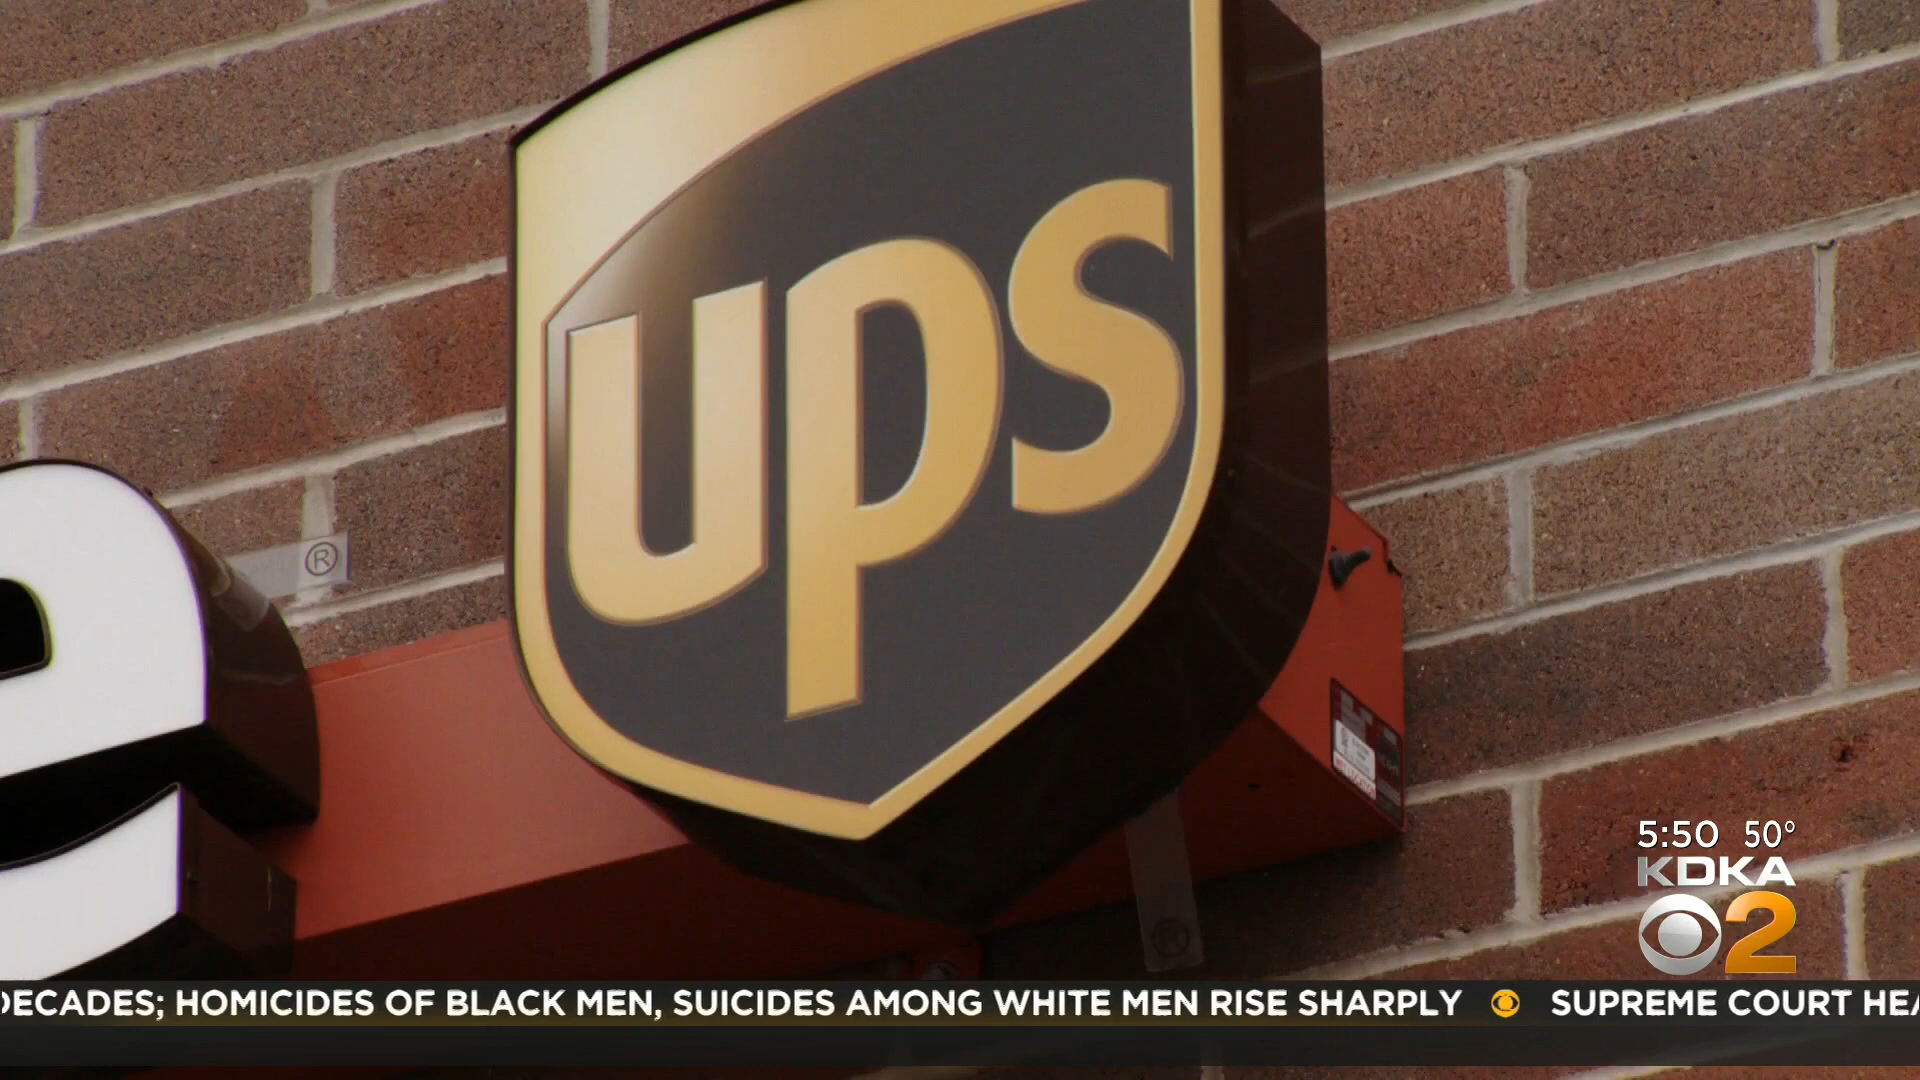 ups
e
®
5:50 50°
KDKA
2
DECADES; HOMICIDES OF BLACK MEN, SUICIDES AMONG WHITE MEN RISE SHARPLY SUPREME COURT HEA